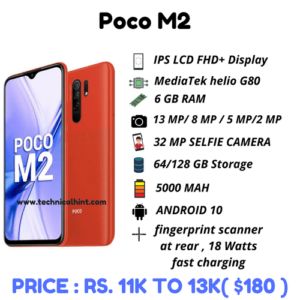 Poco M2
IPS LCD FHD+ Display
MediaTek helio G80
6 GB RAM
13 MP/ 8 MP / 5 MP/2 MP
32 MP SELFIE CAMERA
64/128 GB Storage
5000 MAH
ANDROID 10
fingerprint scanner
at rear , 18 Watts
fast charging
POCO
M2
www.technicalhint.com
POCO
PRICE : RS. 11K TO 13K( $180 )